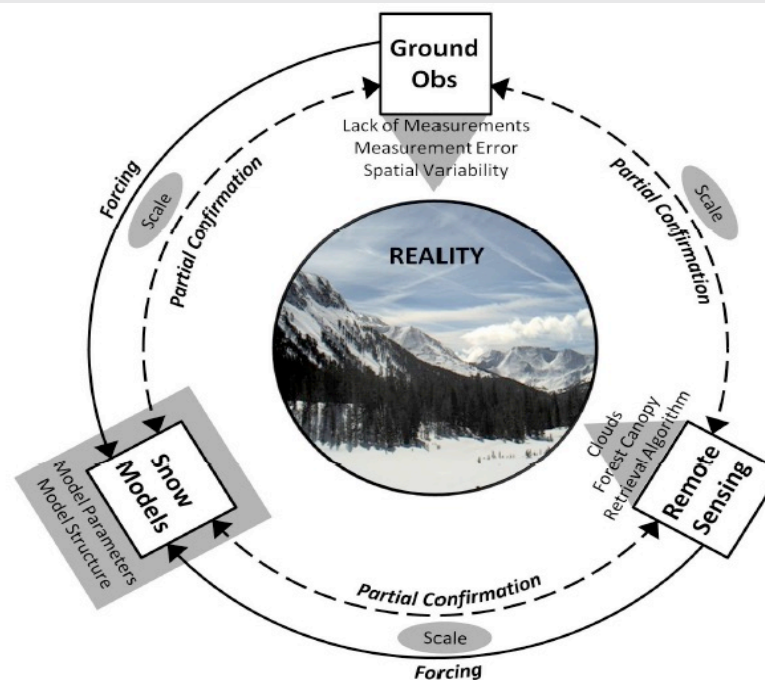 Ground
Obs
Lack of Measurements
Measurement Error
Spatial Variability
Forcing
Scale
Partial Confirmation
Scale
Partial Confirmation
REALITY
Snow
Models
Model Parameters
Model Structure
Clouds
Forest Canopy
Retrieval Algorithm
Remote
Sensing
Partial Confirmation
Scale
Forcing